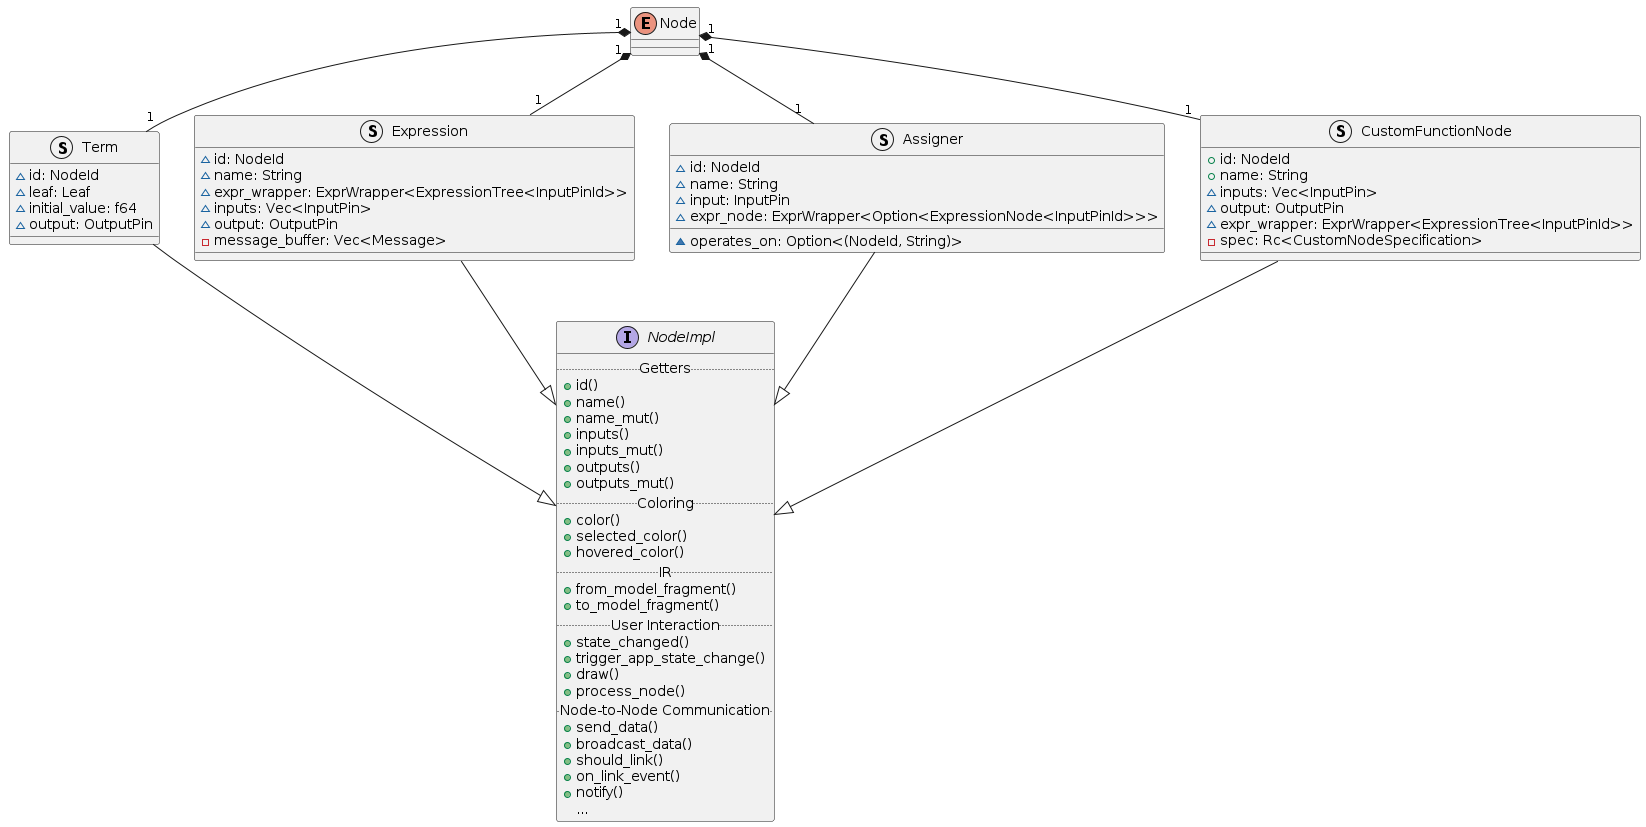 E Node
1
1
1
1
1
1
1
1
S Term
id: NodeId
leaf: Leaf
initial_value: f64
output: OutputPin
S Expression
id: NodeId
name: String
expr_wrapper: ExprWrapper<ExpressionTree<InputPinId>>
inputs: Vec<InputPin>
output: OutputPin
message_buffer: Vec<Message>
S Assigner
id: NodeId
name: String
input: InputPin
expr_node: ExprWrapper<Option<ExpressionNode<InputPinId>>>
operates_on: Option<(NodeId, String)>
S CustomFunctionNode
id: NodeId
name: String
inputs: Vec<InputPin>
output: OutputPin
expr_wrapper: ExprWrapper<ExpressionTree<InputPinId>>
spec: Rc<CustomNodeSpecification>
I NodeImpl
Getters
id()
name()
name_mut()
inputs()
inputs_mut()
outputs()
outputs_mut()
Coloring
color()
selected_color()
hovered_color()
IR
from_model_fragment()
to_model_fragment()
User Interaction
state_changed()
trigger_app_state_change()
draw()
process_node()
Node-to-Node Communication
send_data()
broadcast_data()
should_link()
on_link_event()
notify()
...